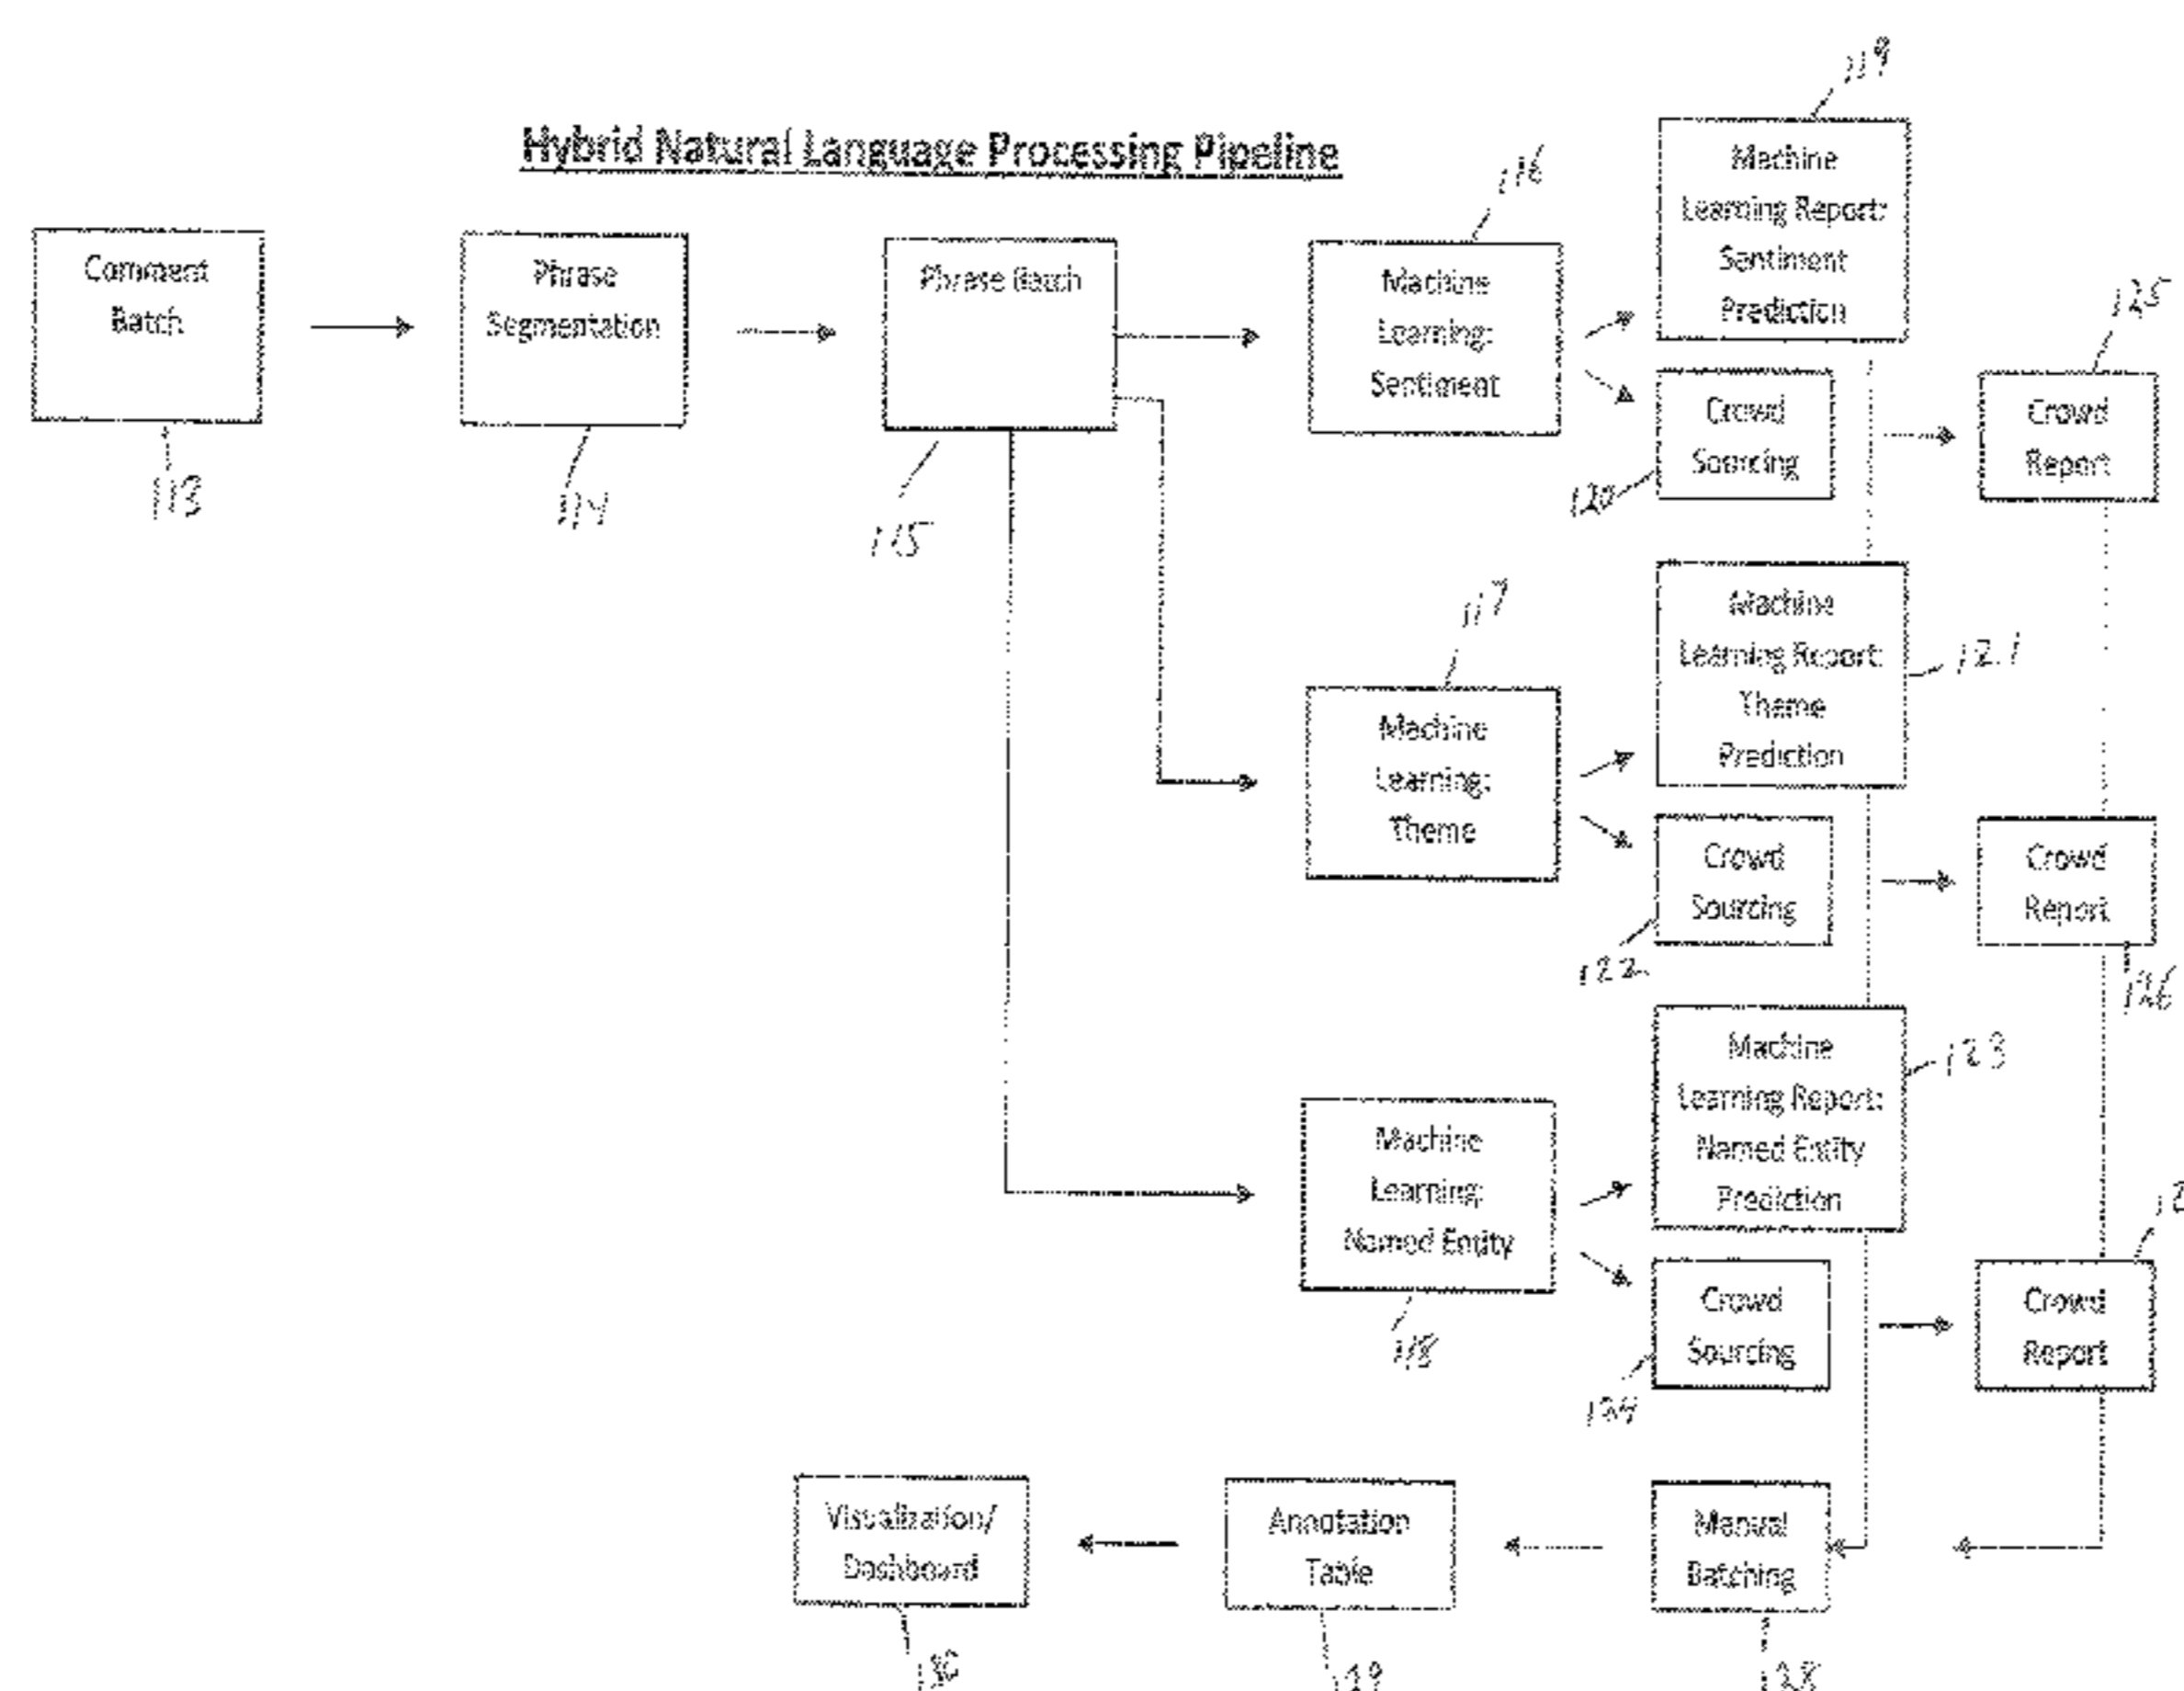 119
Hybrid Natural Language Processing Pipeline
116
Machine
Learning Report:
Sentiment
Prediction
Comment
Batch
Phrase
Segmentation
Phrase Batch
Machine
Learning:
Sentiment
125
Crowd
Sourcing
Crowd
Report
113
114
115
120
117
Machine
Learning Report:
Theme
Prediction
121
Machine
Learning:
Theme
Crowd
Sourcing
Crowd
Report
122
126
Machine
Learning Report:
Named Entity
Prediction
123
Machine
Learning:
Named Entity
Crowd
Sourcing
Crowd
Report
118
124
Visualization/
Dashboard
Annotation
Table
Manual
Batching
130
129
128